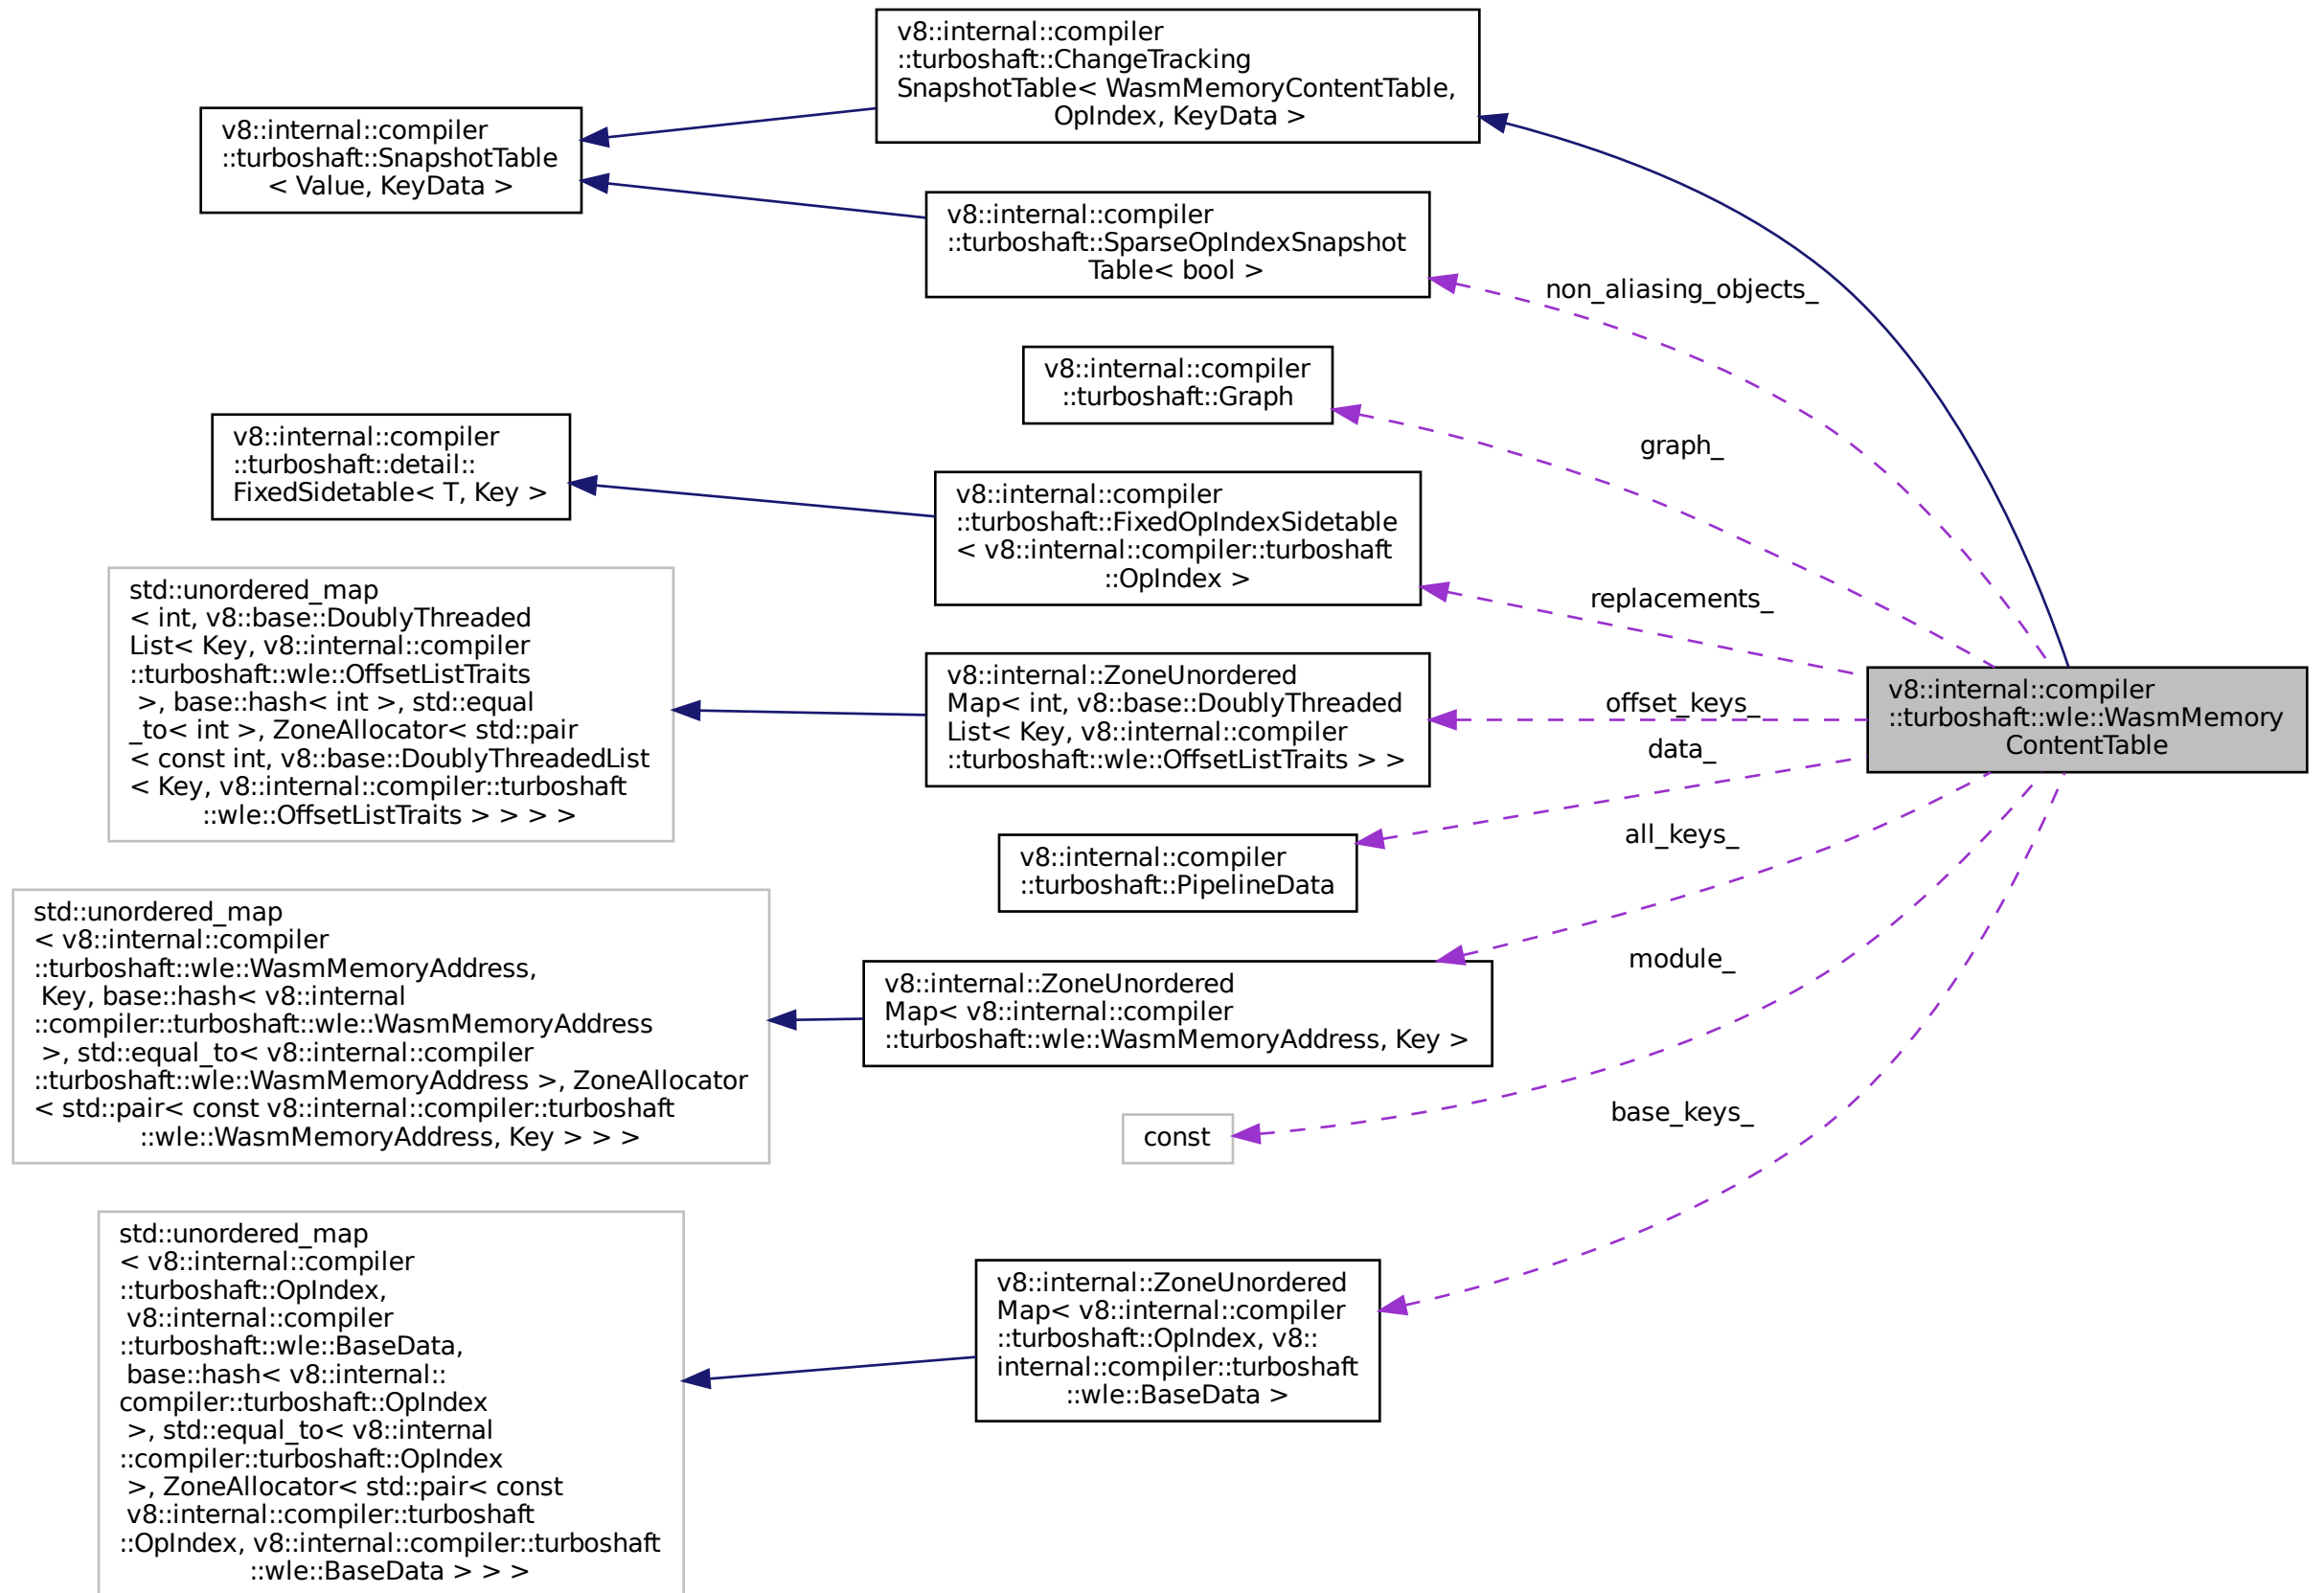 v8::internal::compiler
::turboshaft::ChangeTracking
SnapshotTable< WasmMemoryContentTable,
OpIndex, KeyData >
v8::internal::compiler
::turboshaft::SnapshotTable
< Value, KeyData >
v8::internal::compiler
::turboshaft::SparseOpIndexSnapshot
Table< bool >
non_aliasing_objects_
v8::internal::compiler
::turboshaft::Graph
graph_
v8::internal::compiler
::turboshaft::detail::
FixedSidetable< T, Key >
v8::internal::compiler
::turboshaft::FixedOpIndexSidetable
< v8::internal::compiler::turboshaft
::OpIndex >
replacements_
std::unordered_map
< int, v8::base::DoublyThreaded
List< Key, v8::internal::compiler
::turboshaft::wle::OffsetListTraits
>, base::hash< int >, std::equal
_to< int >, ZoneAllocator< std::pair
< const int, v8::base::DoublyThreadedList
< Key, v8::internal::compiler::turboshaft
::wle::OffsetListTraits > > > >
v8::internal::ZoneUnordered
Map< int, v8::base::DoublyThreaded
List< Key, v8::internal::compiler
::turboshaft::wle::OffsetListTraits > >
offset_keys_
v8::internal::compiler
::turboshaft::wle::WasmMemory
ContentTable
data_
v8::internal::compiler
::turboshaft::PipelineData
all_keys_
std::unordered_map
< v8::internal::compiler
::turboshaft::wle::WasmMemoryAddress,
Key, base::hash< v8::internal
::compiler::turboshaft::wle::WasmMemoryAddress
>, std::equal_to< v8::internal::compiler
::turboshaft::wle::WasmMemoryAddress >, ZoneAllocator
< std::pair< const v8::internal::compiler::turboshaft
::wle::WasmMemoryAddress, Key > > >
v8::internal::ZoneUnordered
Map< v8::internal::compiler
::turboshaft::wle::WasmMemoryAddress, Key >
module_
const
base_keys_
std::unordered_map
< v8::internal::compiler
::turboshaft::OpIndex,
v8::internal::compiler
::turboshaft::wle::BaseData,
base::hash< v8::internal::
compiler::turboshaft::OpIndex
>, std::equal_to< v8::internal
::compiler::turboshaft::OpIndex
>, ZoneAllocator< std::pair< const
v8::internal::compiler::turboshaft
::OpIndex, v8::internal::compiler::turboshaft
::wle::BaseData > > >
v8::internal::ZoneUnordered
Map< v8::internal::compiler
::turboshaft::OpIndex, v8::
internal::compiler::turboshaft
::wle::BaseData >